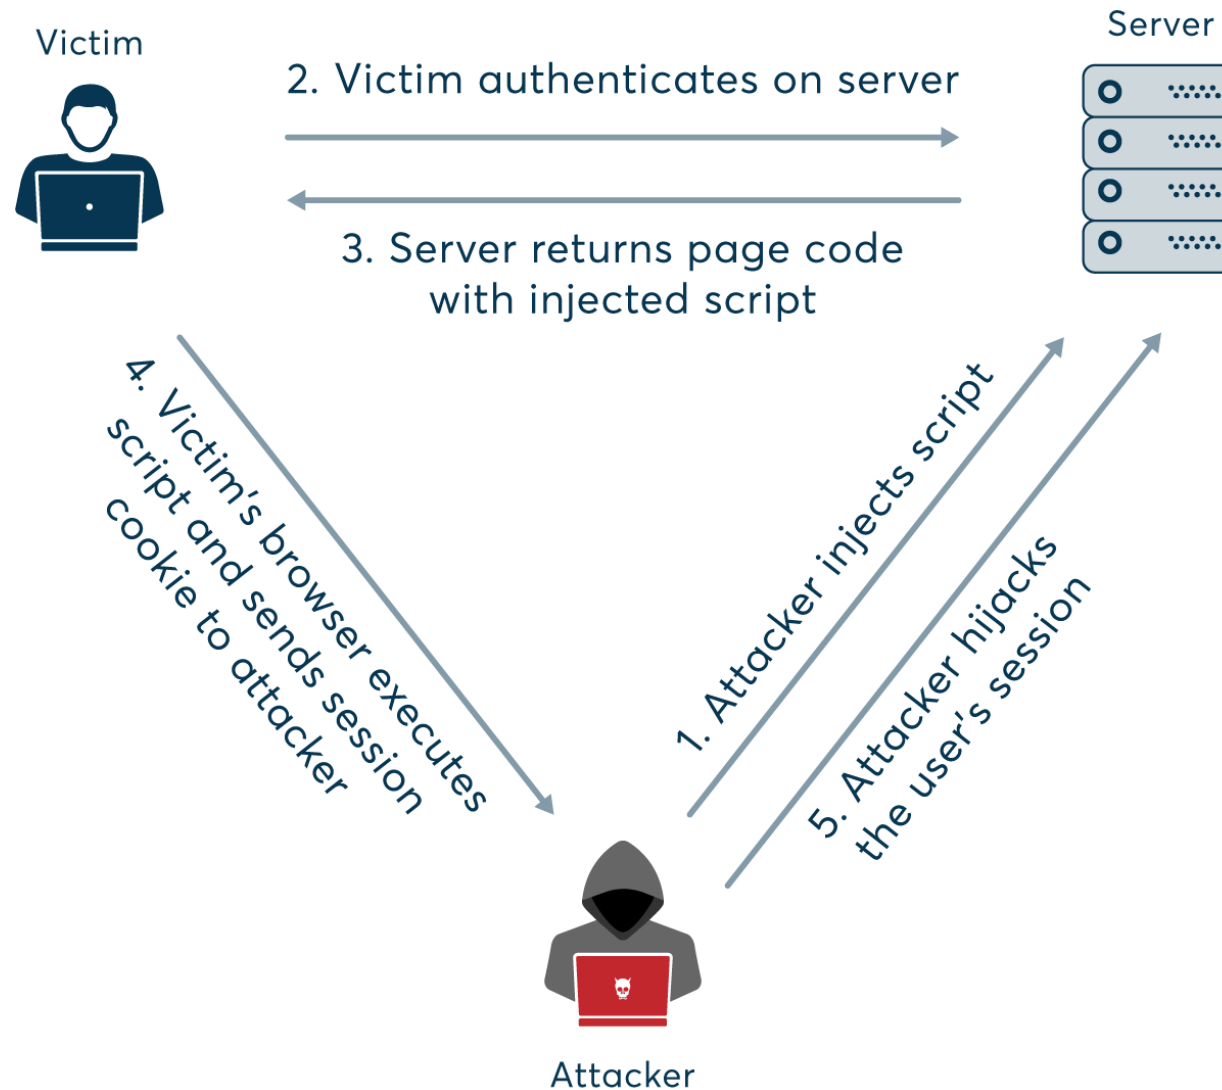 Victim
Server
2. Victim authenticates on server
3. Server returns page code
with injected script
4. Victim's browser executes
script and sends session
cookie to attacker
1. Attacker injects script
5. Attacker hijacks
the user's session
Attacker